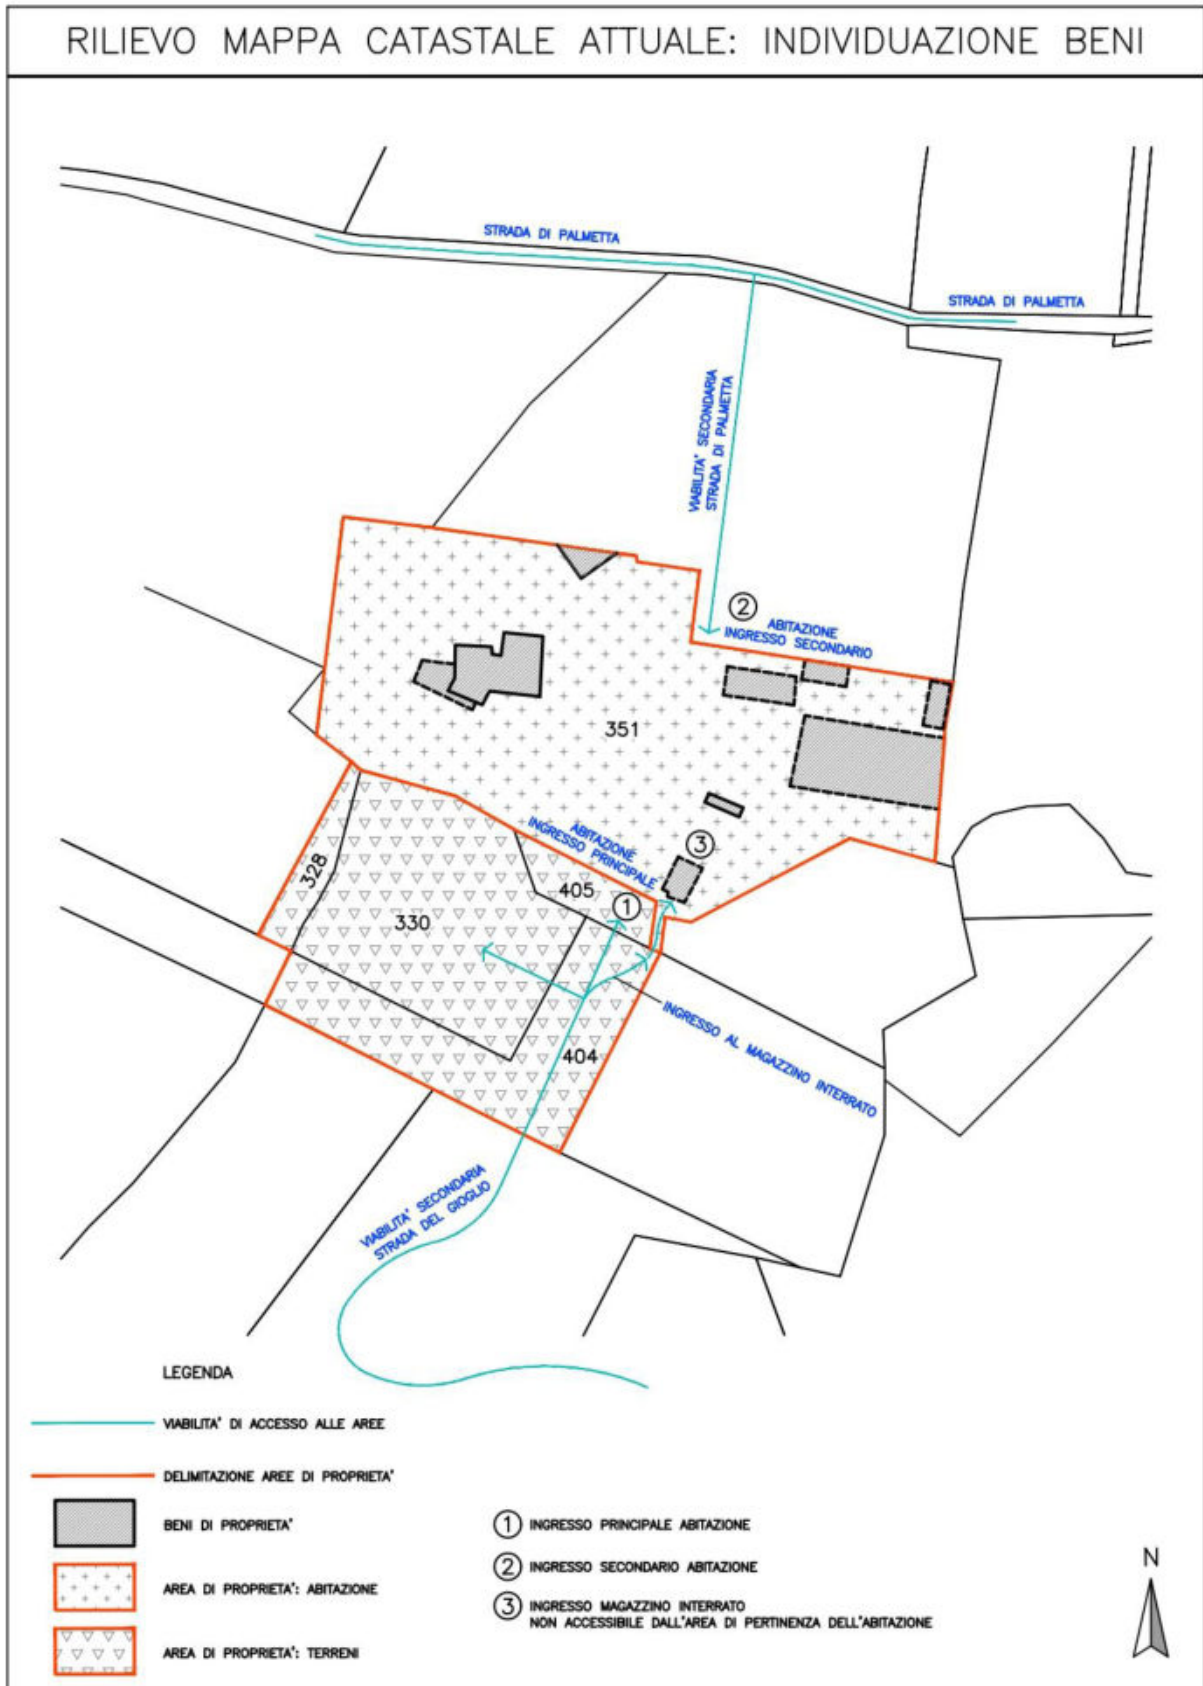 RILIEVO MAPPA CATASTALE ATTUALE: INDIVIDUAZIONE BENI
STRADA DI PALMETTA
STRADA DI PALMETTA
VIABILITA' SECONDARIA
STRADA DI PALMETTA
2
ABITAZIONE
INGRESSO SECONDARIO
351
ABITAZIONE
INGRESSO PRINCIPALE
3
328
405
1
330
404
INGRESSO AL MAGAZZINO INTERRATO
VIABILITA' SECONDARIA
STRADA DEL GIOGLIO
LEGENDA
VIABILITA' DI ACCESSO ALLE AREE
DELIMITAZIONE AREE DI PROPRIETA'
BENI DI PROPRIETA'
AREA DI PROPRIETA': ABITAZIONE
AREA DI PROPRIETA': TERRENI
1 INGRESSO PRINCIPALE ABITAZIONE
2 INGRESSO SECONDARIO ABITAZIONE
3 INGRESSO MAGAZZINO INTERRATO
NON ACCESSIBILE DALL'AREA DI PERTINENZA DELL'ABITAZIONE
N